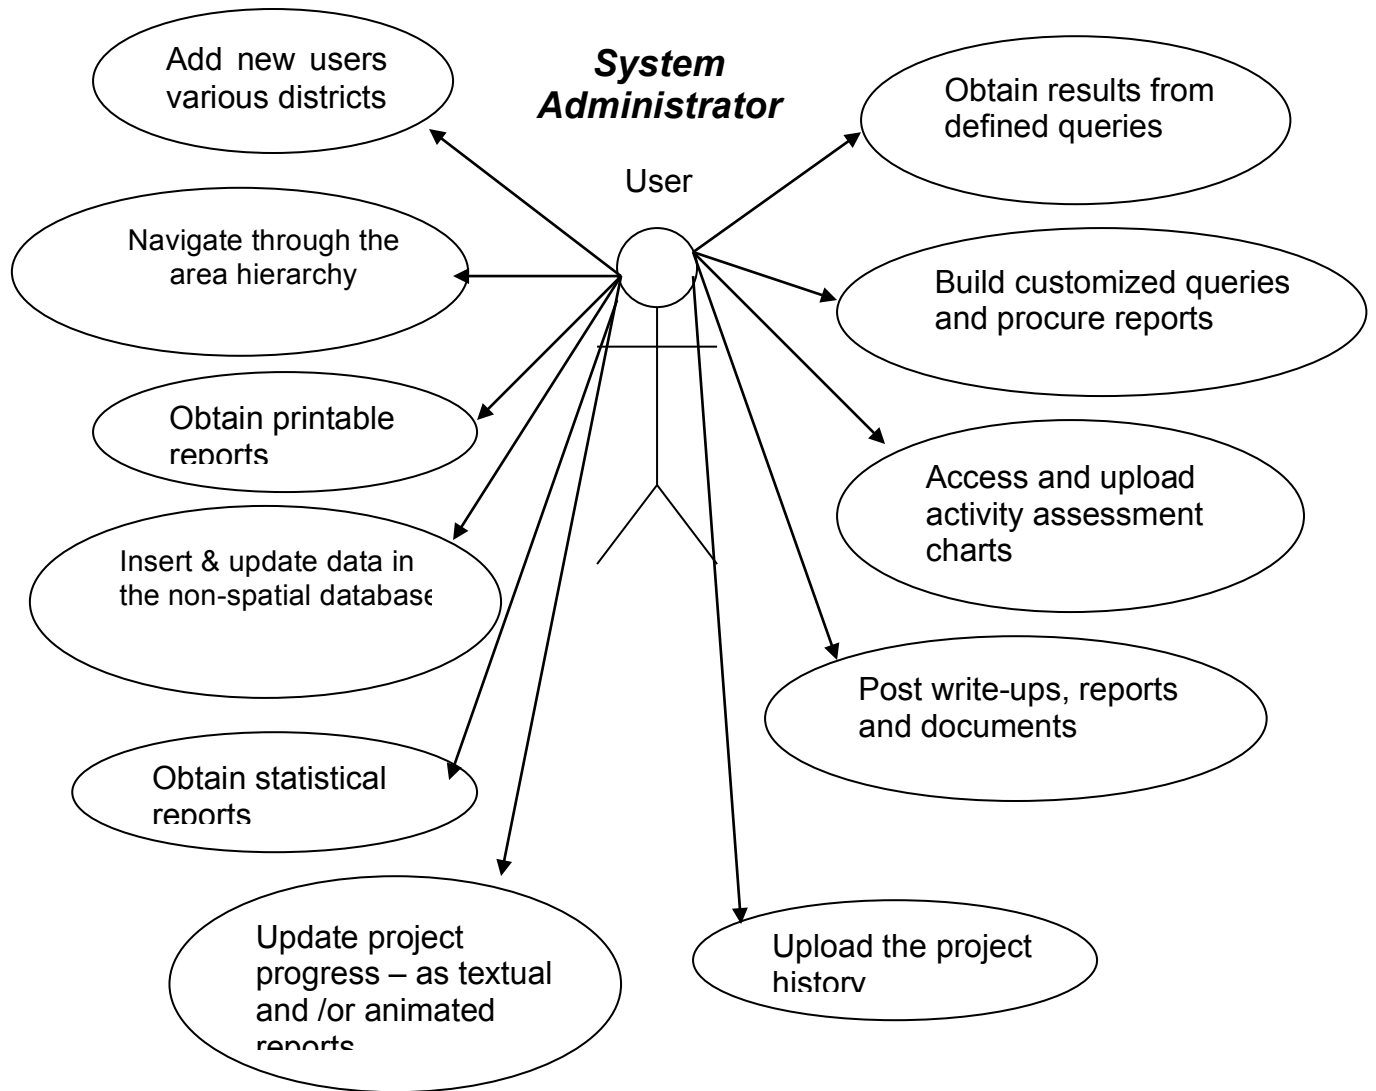 System
Administrator
User
Add new users
various districts
Navigate through the
area hierarchy
Obtain printable
reports
Insert & update data in
the non-spatial database
Obtain statistical
reports
Update project
progress – as textual
and /or animated
reports
Obtain results from
defined queries
Build customized queries
and procure reports
Access and upload
activity assessment
charts
Post write-ups, reports
and documents
Upload the project
history